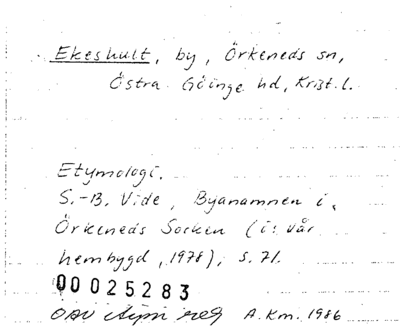 Ekeshult, by, Örkeneds sn,
Östra Göinge hd, Krist. l.
Etymologi.
S.-B. Vide, Byanamnen i
Örkeneds Socken (i: Vår
hembygd, 1978), s. 71.
00025283
OAU A. Km. 1986